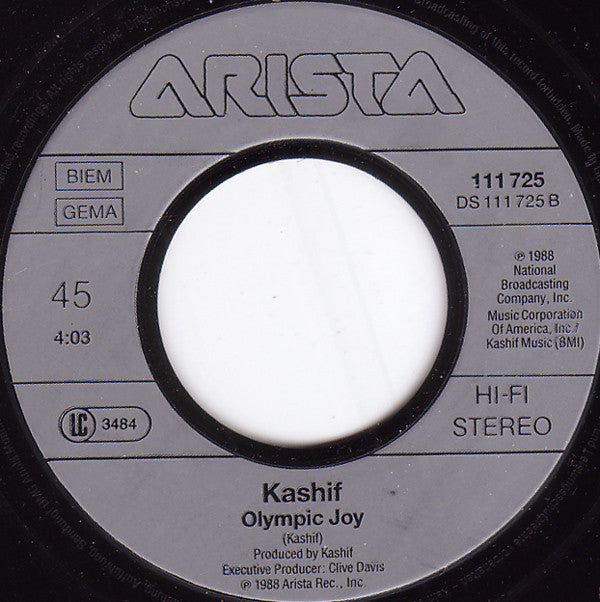 ARISTA
BIEM
GEMA
111 725
DS 111 725 B
45
4:03
℗ 1988
National
Broadcasting
Company, Inc.
Music Corporation
Of America, Inc./
Kashif Music (BMI)
LC 3484
HI-FI
STEREO
Kashif
Olympic Joy
(Kashif)
Produced by Kashif
Executive Producer: Clive Davis
℗ 1988 Arista Rec., Inc.